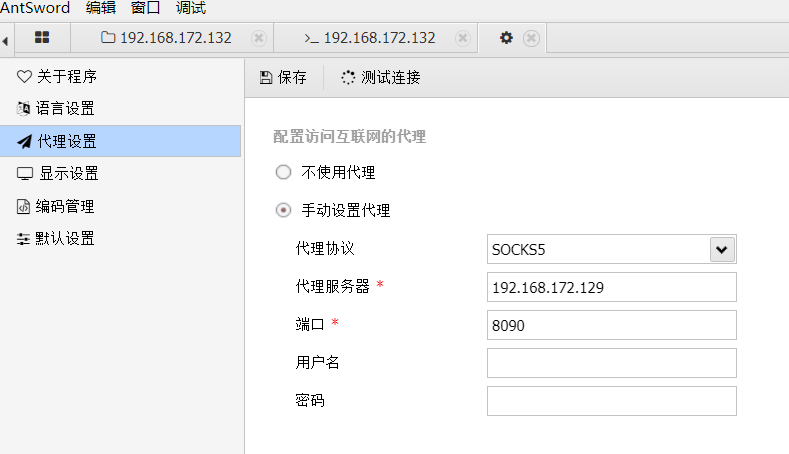 AntSword 编辑 窗口 调试
192.168.172.132 >_ 192.168.172.132
关于程序
语言设置
代理设置
显示设置
编码管理
默认设置
保存 测试连接
配置访问互联网的代理
不使用代理
手动设置代理
代理协议 SOCKS5
代理服务器 * 192.168.172.129
端口 * 8090
用户名
密码